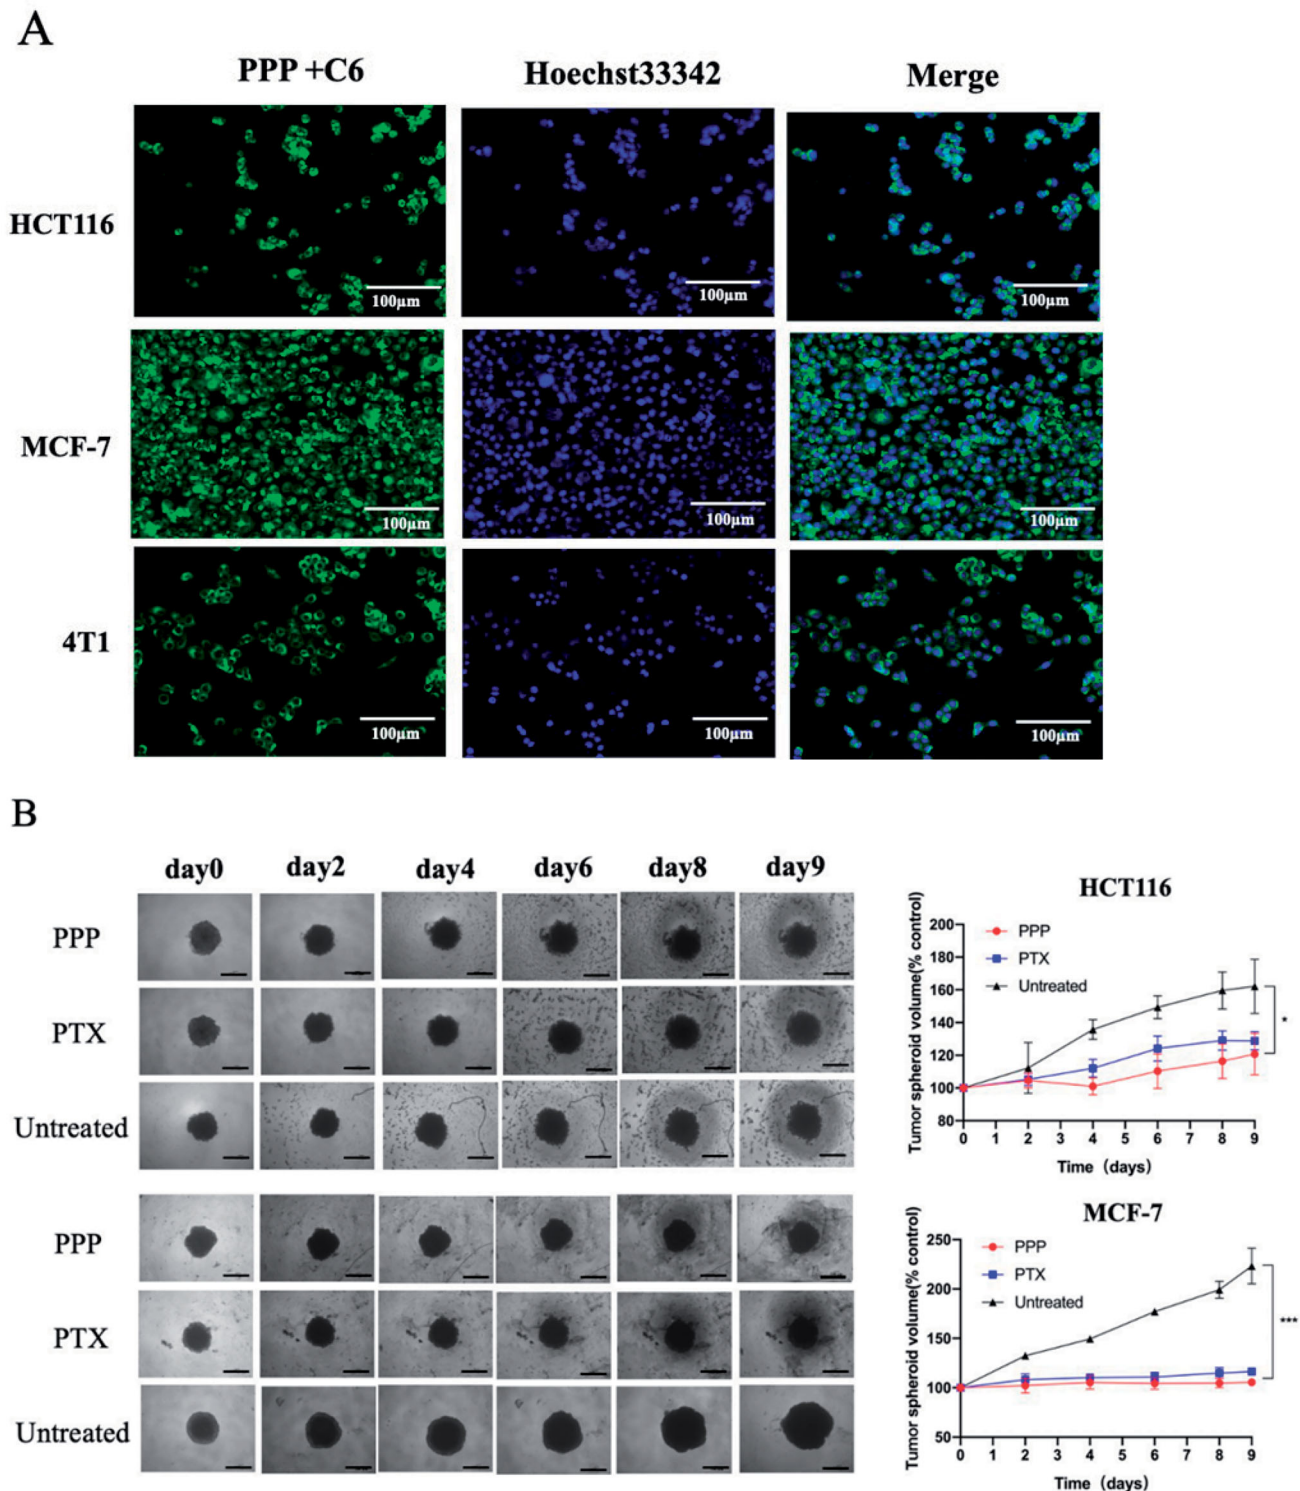 A
PPP +C6 Hoechst33342 Merge
HCT116
100µm 100µm 100µm
MCF-7
100µm 100µm 100µm
4T1
100µm 100µm 100µm
B
day0 day2 day4 day6 day8 day9
PPP
PTX
Untreated
PPP
PTX
Untreated
HCT116
Tumor spheroid volume(% control)
200
180
160
140
120
100
80
PPP
PTX
Untreated
*
0 1 2 3 4 5 6 7 8 9
Time (days)
MCF-7
Tumor spheroid volume(% control)
250
200
150
100
50
PPP
PTX
Untreated
***
0 1 2 3 4 5 6 7 8 9
Time (days)